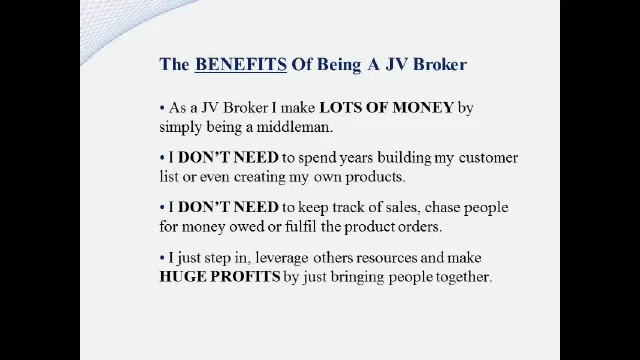 The BENEFITS Of Being A JV Broker
• As a JV Broker I make LOTS OF MONEY by
simply being a middleman.
• I DON'T NEED to spend years building my customer
list or even creating my own products.
• I DON'T NEED to keep track of sales, chase people
for money owed or fulfil the product orders.
• I just step in, leverage others resources and make
HUGE PROFITS by just bringing people together.